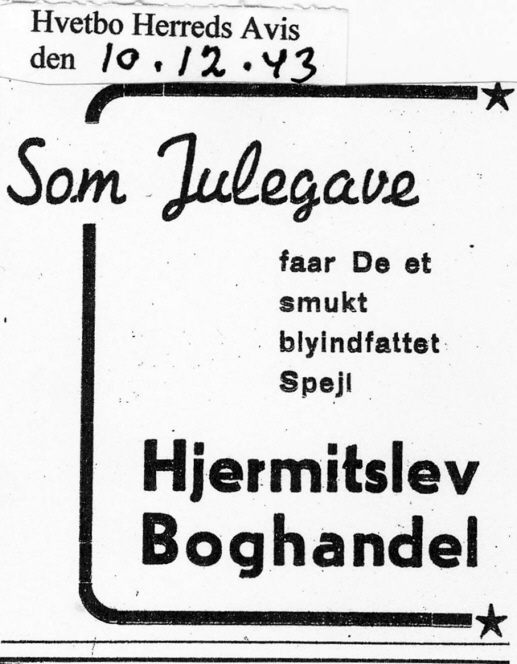 Hvetbo Herreds Avis
den 10.12.43
Som Julegave
faar De et
smukt
blyindfattet
Spejl
Hjermitslev
Boghandel